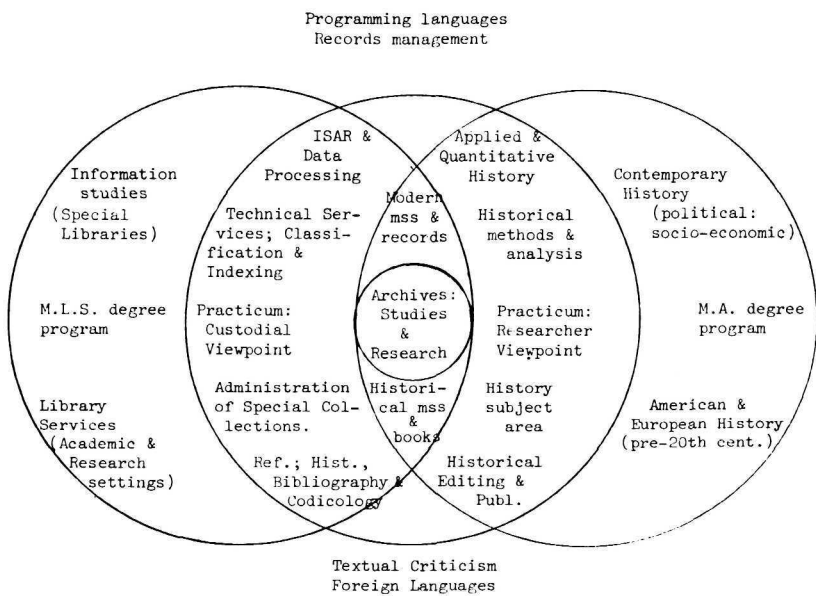 Programming languages
Records management
ISAR &
Data
Processing
Applied &
Quantitative
History
Information
studies
(Special
Libraries)
Modern
mss &
records
Contemporary
History
(political:
socio-economic)
Technical Ser-
vices; Classi-
fication &
Indexing
Historical
methods &
analysis
M.L.S. degree
program
Practicum:
Custodial
Viewpoint
Archives:
Studies
&
Research
Practicum:
Researcher
Viewpoint
M.A. degree
program
Library
Services
(Academic &
Research
settings)
Administration
of Special Col-
lections.
Histori-
cal mss
&
books
History
subject
area
American &
European History
(pre-20th cent.)
Ref.; Hist.,
Bibliography &
Codicology
Historical
Editing &
Publ.
Textual Criticism
Foreign Languages